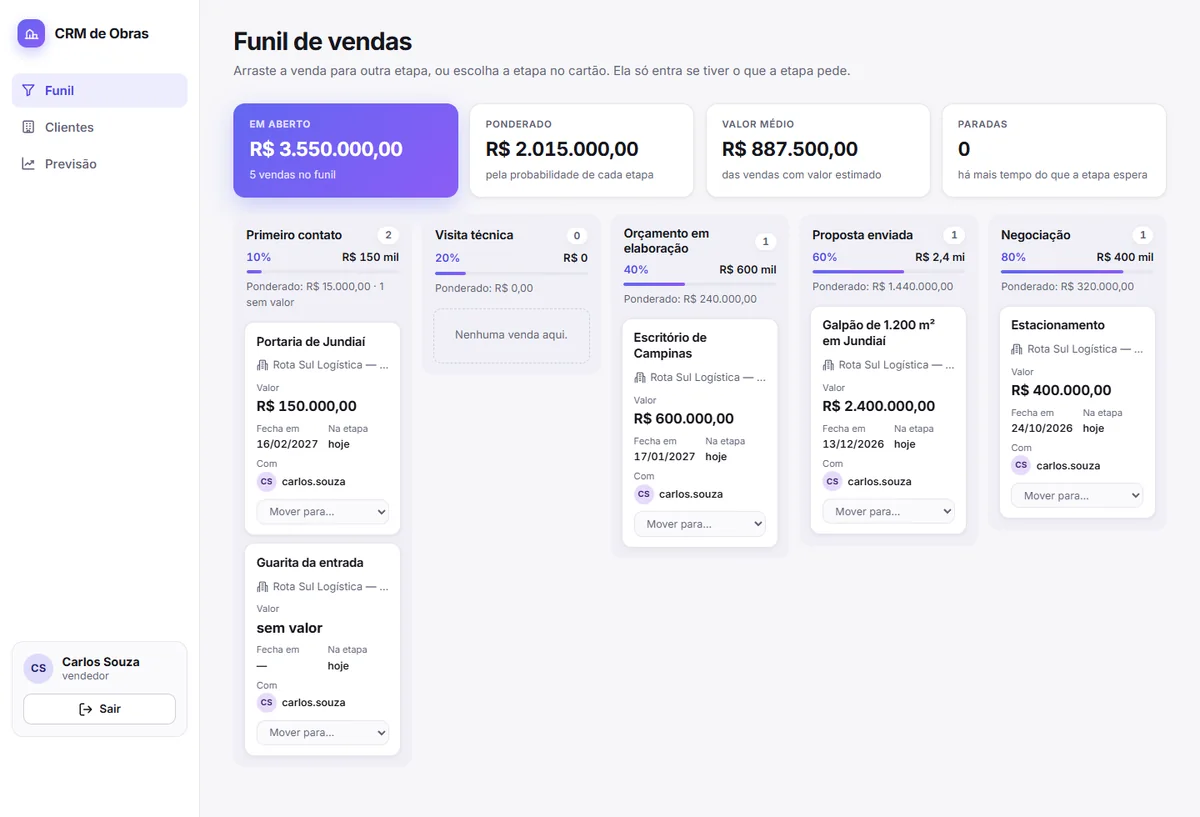 CRM de Obras
Funil
Clientes
Previsão
CS
Carlos Souza
vendedor
Sair
Funil de vendas
Arraste a venda para outra etapa, ou escolha a etapa no cartão. Ela só entra se tiver o que a etapa pede.
EM ABERTO
R$ 3.550.000,00
5 vendas no funil
PONDERADO
R$ 2.015.000,00
pela probabilidade de cada etapa
VALOR MÉDIO
R$ 887.500,00
das vendas com valor estimado
PARADAS
0
há mais tempo do que a etapa espera
Primeiro contato 2
10% R$ 150 mil
Ponderado: R$ 15.000,00 · 1
sem valor
Portaria de Jundiaí
Rota Sul Logística — ...
Valor
R$ 150.000,00
Fecha em Na etapa
16/02/2027 hoje
Com
CS carlos.souza
Mover para...
Guarita da entrada
Rota Sul Logística — ...
Valor
sem valor
Fecha em Na etapa
— hoje
Com
CS carlos.souza
Mover para...
Visita técnica 0
20% R$ 0
Ponderado: R$ 0,00
Nenhuma venda aqui.
Orçamento em
elaboração 1
40% R$ 600 mil
Ponderado: R$ 240.000,00
Escritório de
Campinas
Rota Sul Logística — ...
Valor
R$ 600.000,00
Fecha em Na etapa
17/01/2027 hoje
Com
CS carlos.souza
Mover para...
Proposta enviada 1
60% R$ 2,4 mi
Ponderado: R$ 1.440.000,00
Galpão de 1.200 m²
em Jundiaí
Rota Sul Logística — ...
Valor
R$ 2.400.000,00
Fecha em Na etapa
13/12/2026 hoje
Com
CS carlos.souza
Mover para...
Negociação 1
80% R$ 400 mil
Ponderado: R$ 320.000,00
Estacionamento
Rota Sul Logística — ...
Valor
R$ 400.000,00
Fecha em Na etapa
24/10/2026 hoje
Com
CS carlos.souza
Mover para...